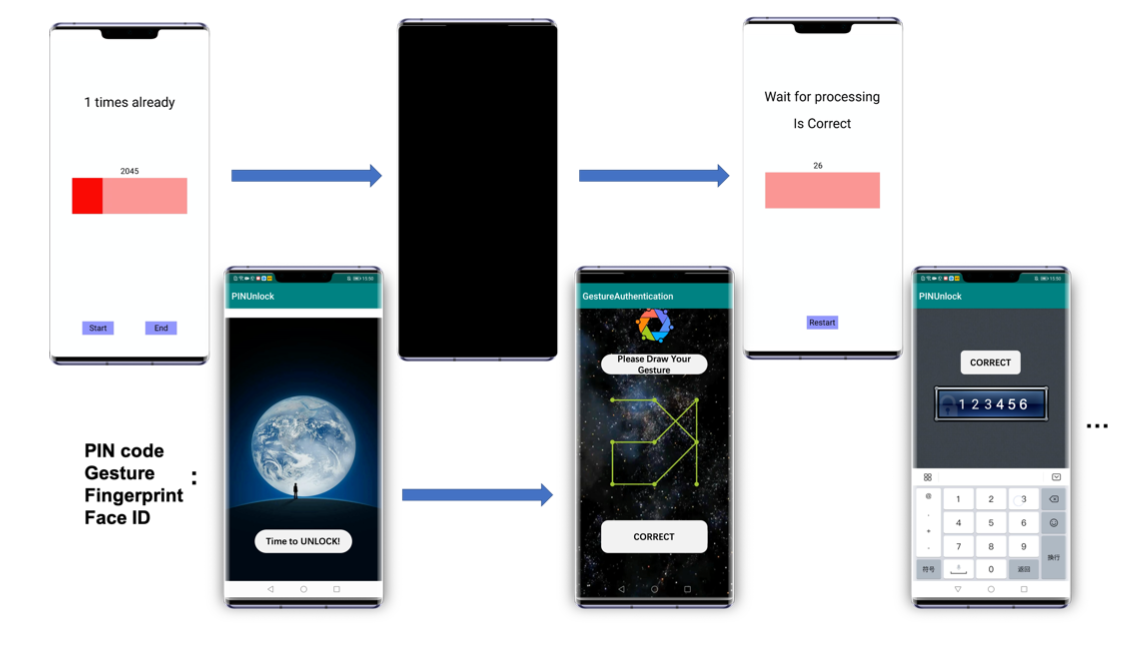 1 times already
2045
Start
End
Wait for processing
Is Correct
26
Restart
PIN code
Gesture
Fingerprint
Face ID
:
PINUnlock
Time to UNLOCK!
GestureAuthentication
Please Draw Your
Gesture
CORRECT
PINUnlock
CORRECT
123456
@
1
2
3
4
5
6
7
8
9
换行
符号
0
返回
...